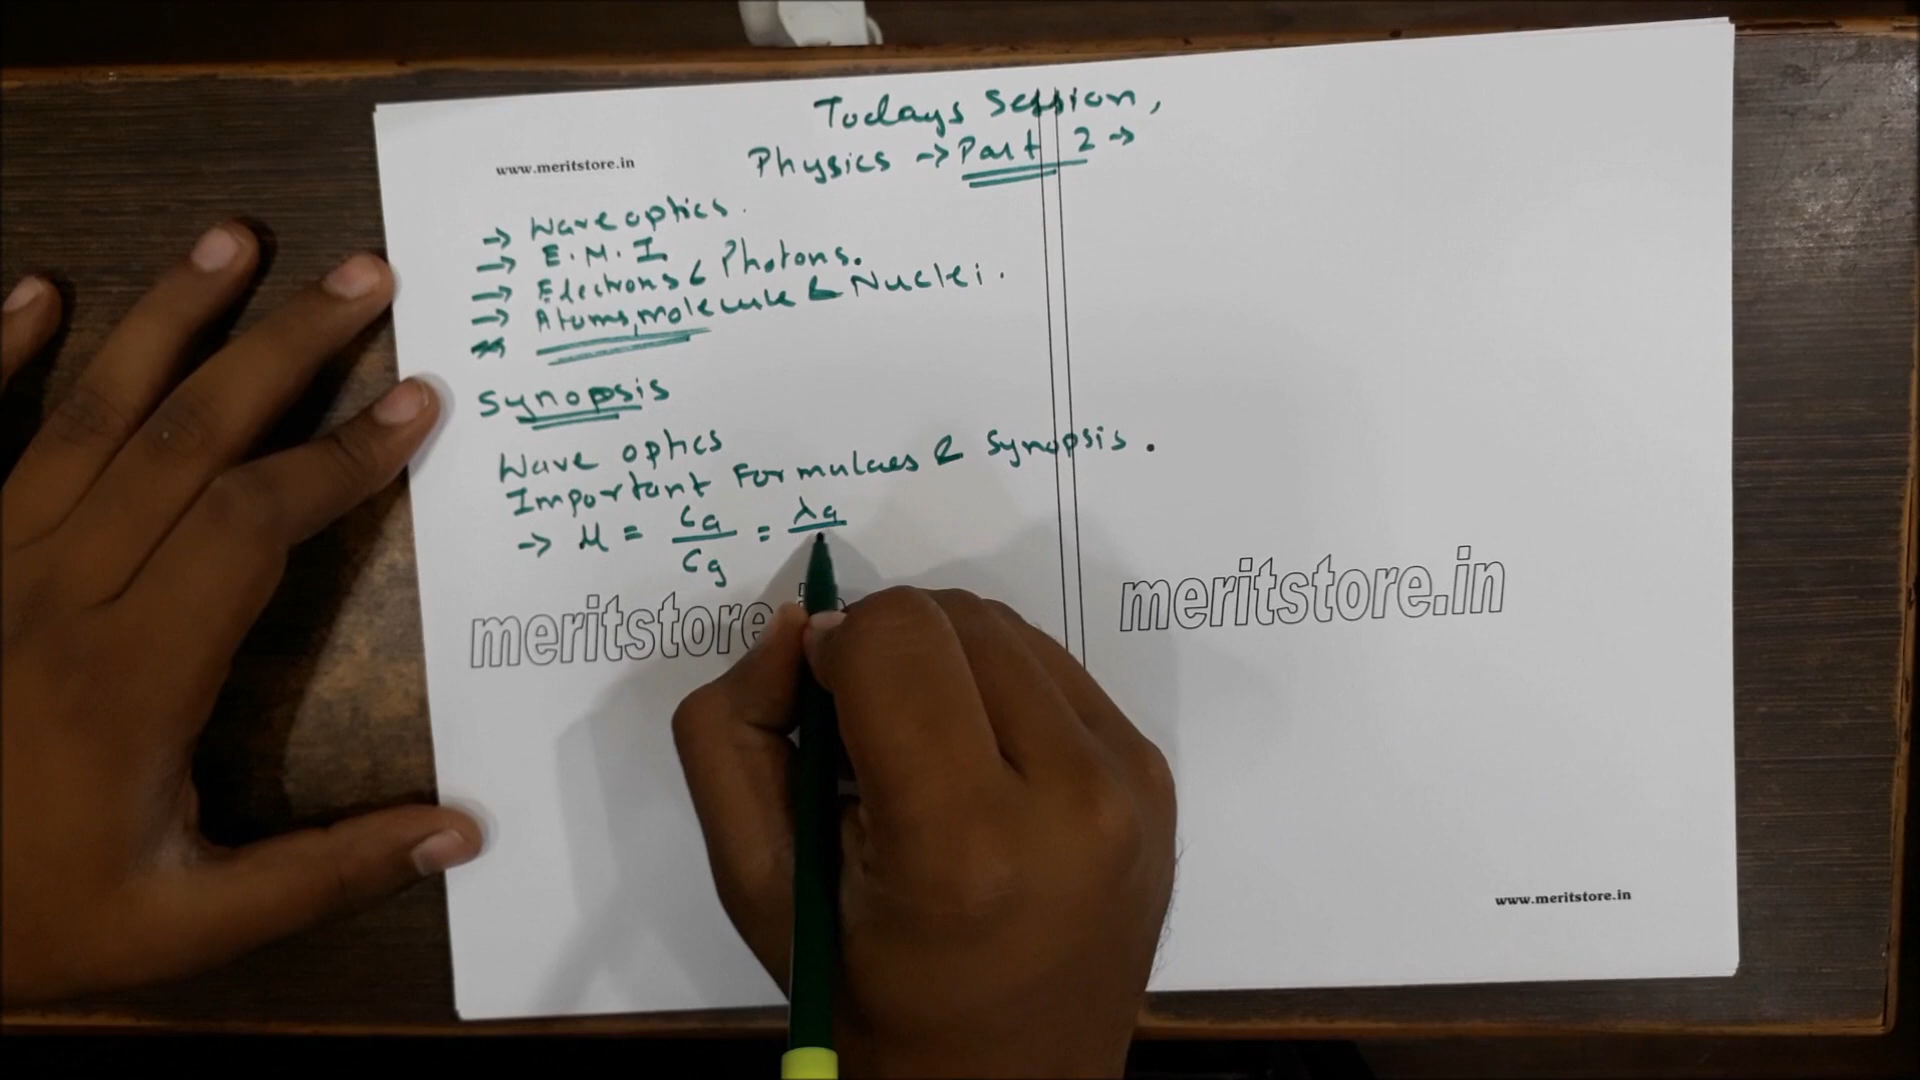 Todays Session,
www.meritstore.in
Physics → Part 2 →
→ Wave optics.
→ E.M.I
→ Electrons & Photons.
→ Atoms, molecule & Nuclei.
Synopsis
Wave optics
Important Formulaes & Synopsis.
→ μ = Ca/Cg = λa
meritstore.in
meritstore.in
www.meritstore.in